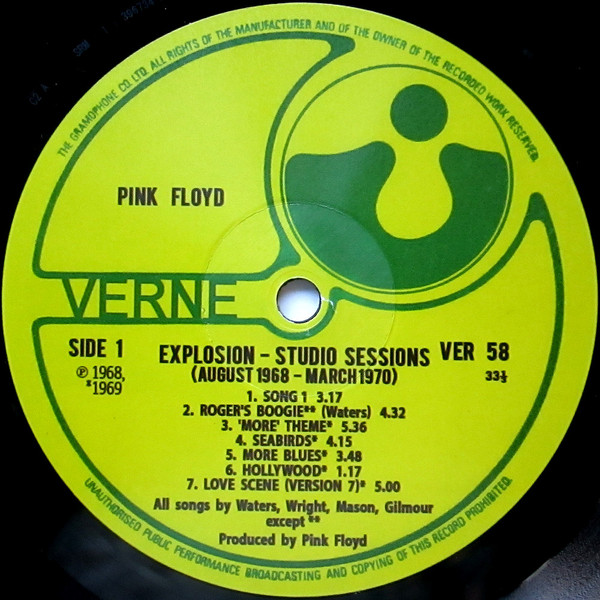 THE GRAMOPHONE CO. LTD. ALL RIGHTS OF THE MANUFACTURER AND OF THE OWNER OF THE RECORDED WORK RESERVED
PINK FLOYD
VERNE
SIDE 1
EXPLOSION – STUDIO SESSIONS
VER 58
℗ 1968,
*1969
(AUGUST 1968 – MARCH 1970)
33⅓
1. SONG 1 3.17
2. ROGER'S BOOGIE** (Waters) 4.32
3. 'MORE' THEME* 5.36
4. SEABIRDS* 4.15
5. MORE BLUES* 3.48
6. HOLLYWOOD* 1.17
7. LOVE SCENE (VERSION 7)* 5.00
All songs by Waters, Wright, Mason, Gilmour
except **
Produced by Pink Floyd
UNAUTHORISED PUBLIC PERFORMANCE BROADCASTING AND COPYING OF THIS RECORD PROHIBITED.